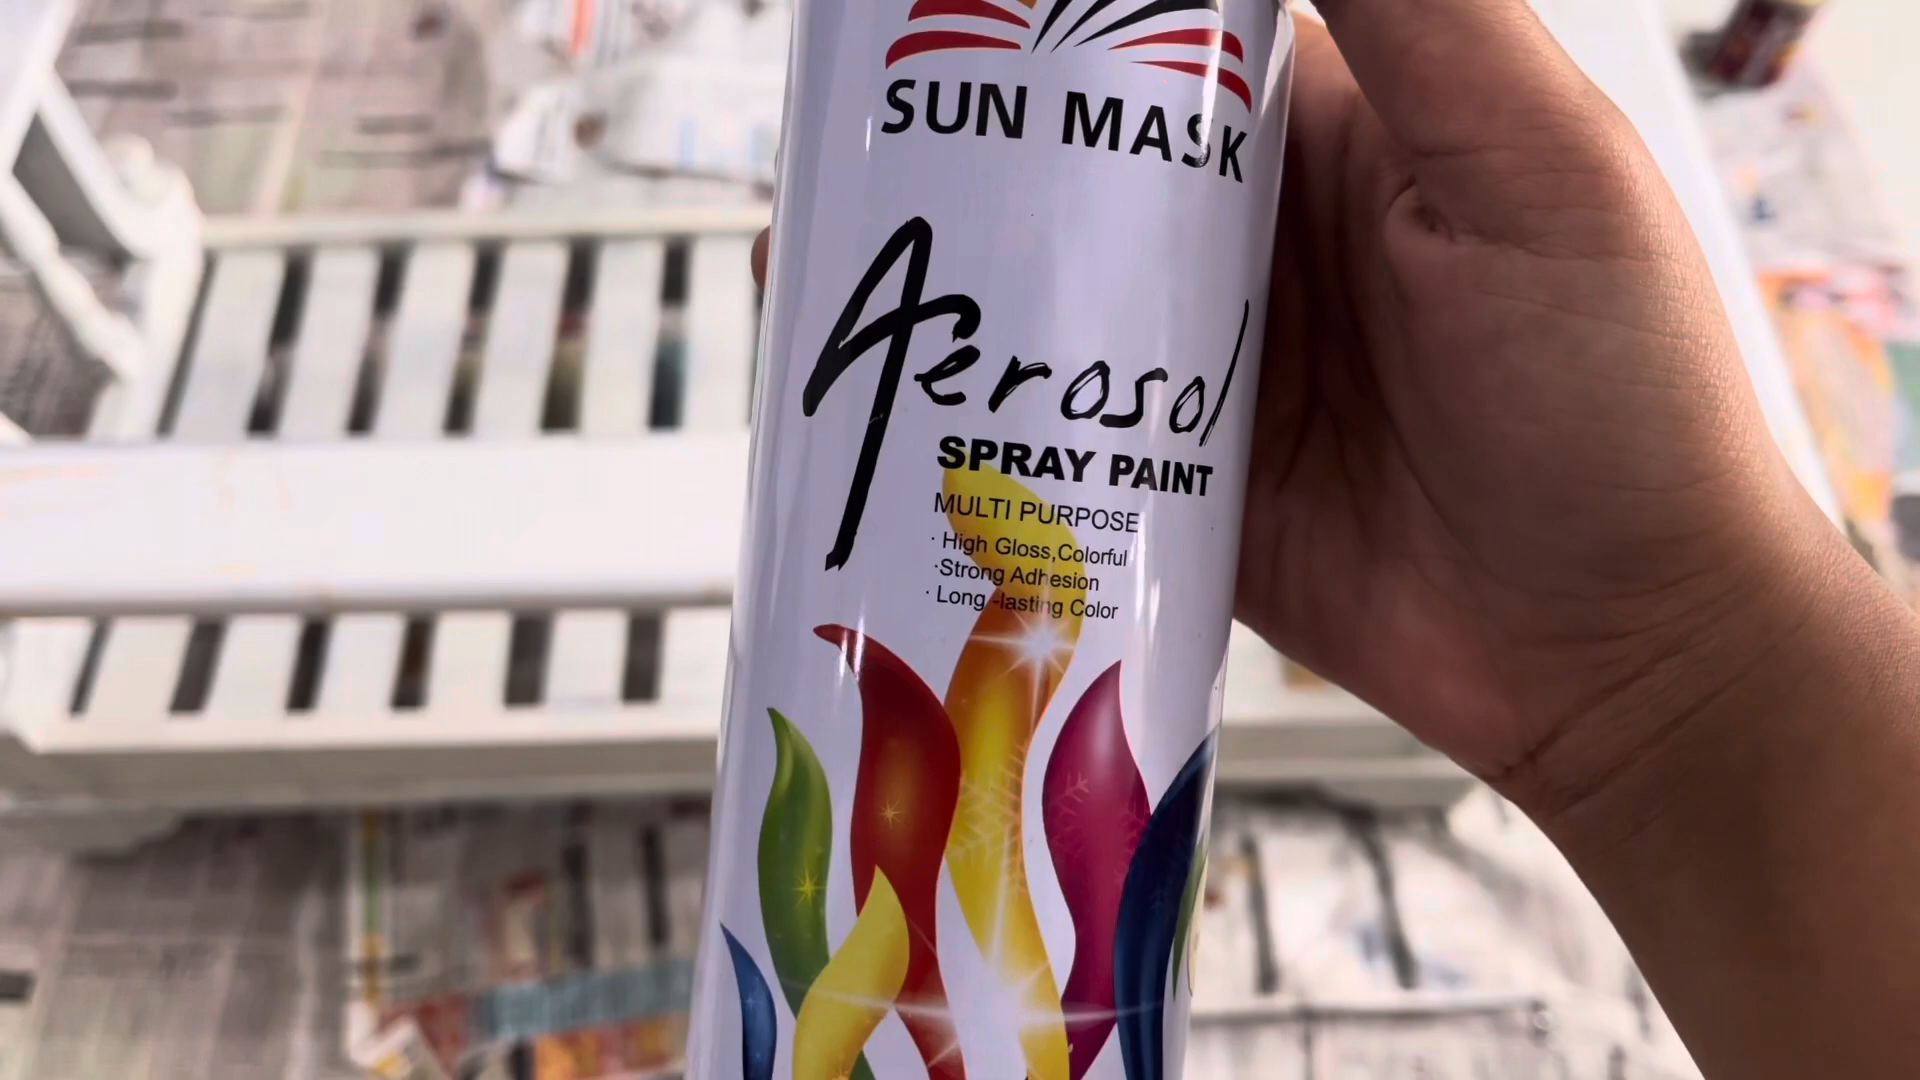 SUN MASK
Aerosol
SPRAY PAINT
MULTI PURPOSE
· High Gloss,Colorful
·Strong Adhesion
· Long -lasting Color